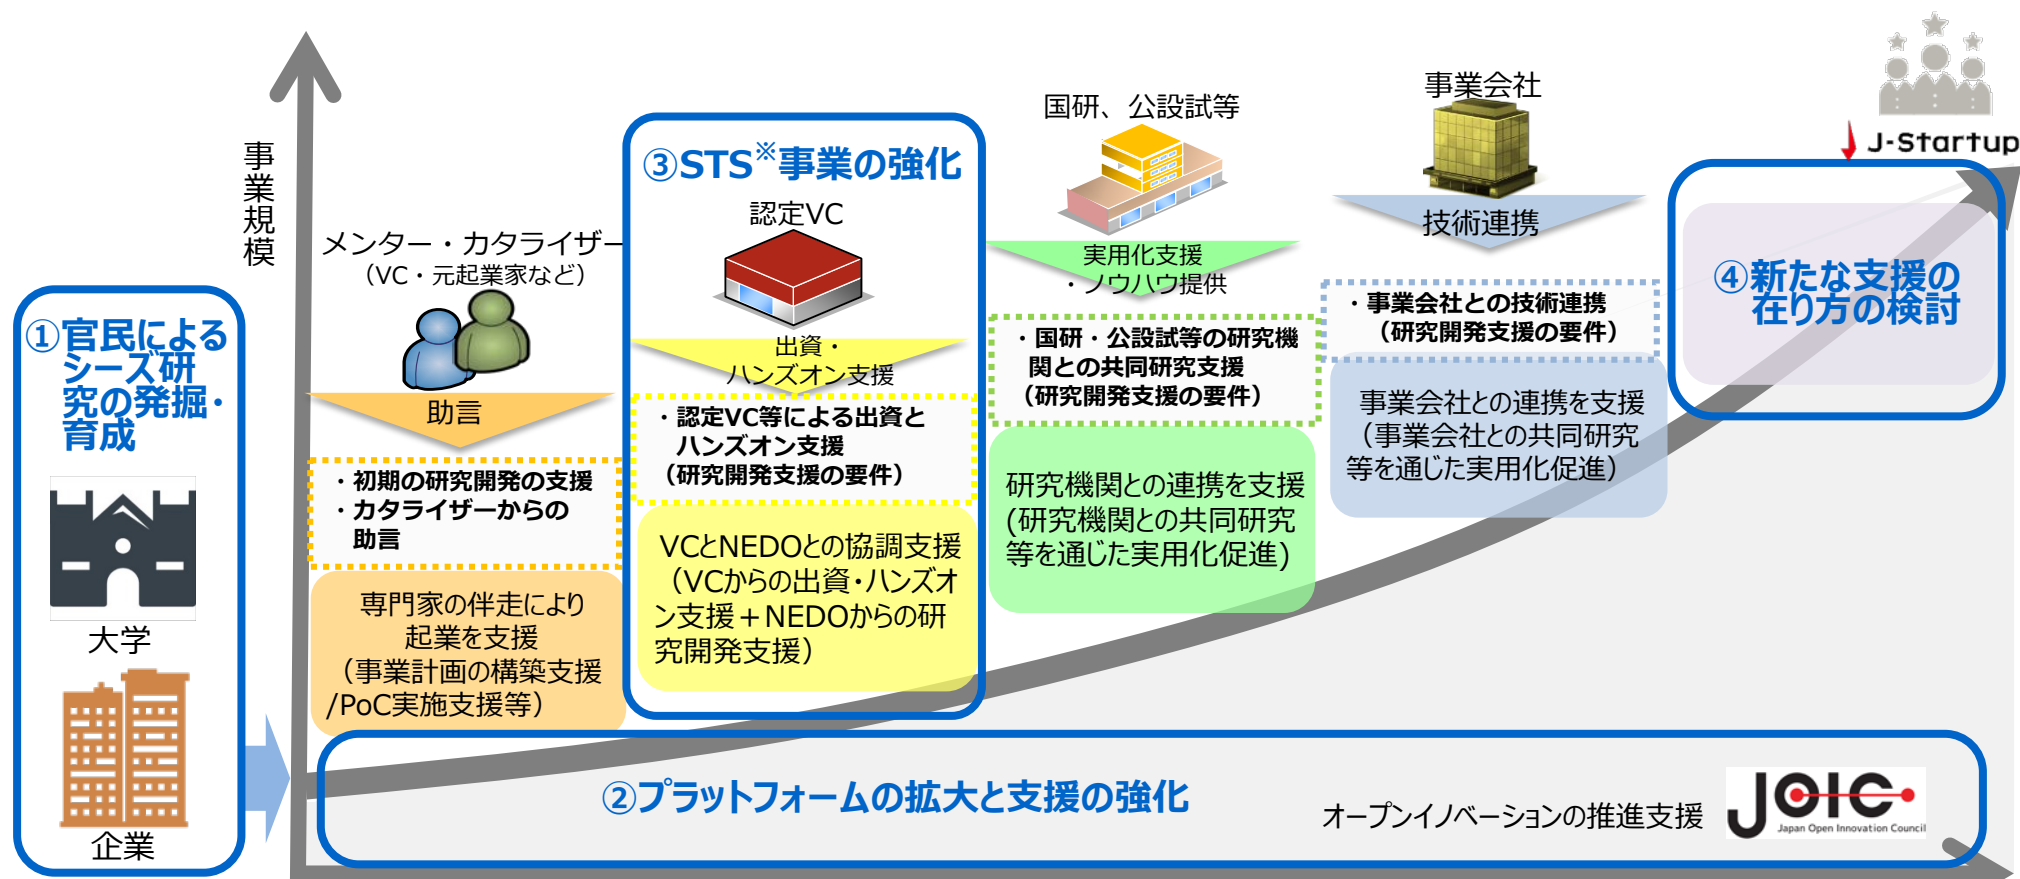 事業規模
①官民による
シーズ研
究の発掘・
育成
大学
企業
メンター・カタライザー
（VC・元起業家など）
助言
・初期の研究開発の支援
・カタライザーからの
助言
専門家の伴走により
起業を支援
（事業計画の構築支援
/PoC実施支援等）
③STS※事業の強化
認定VC
出資・
ハンズオン支援
・認定VC等による出資と
ハンズオン支援
（研究開発支援の要件）
VCとNEDOとの協調支援
（VCからの出資・ハンズオ
ン支援＋NEDOからの研
究開発支援）
国研、公設試等
実用化支援
・ノウハウ提供
・国研・公設試等の研究機
関との共同研究支援
（研究開発支援の要件）
研究機関との連携を支援
(研究機関との共同研究
等を通じた実用化促進)
事業会社
技術連携
・事業会社との技術連携
（研究開発支援の要件）
事業会社との連携を支援
（事業会社との共同研究
等を通じた実用化促進）
J-Startup
④新たな支援の
在り方の検討
②プラットフォームの拡大と支援の強化
オープンイノベーションの推進支援
JOIC
Japan Open Innovation Council